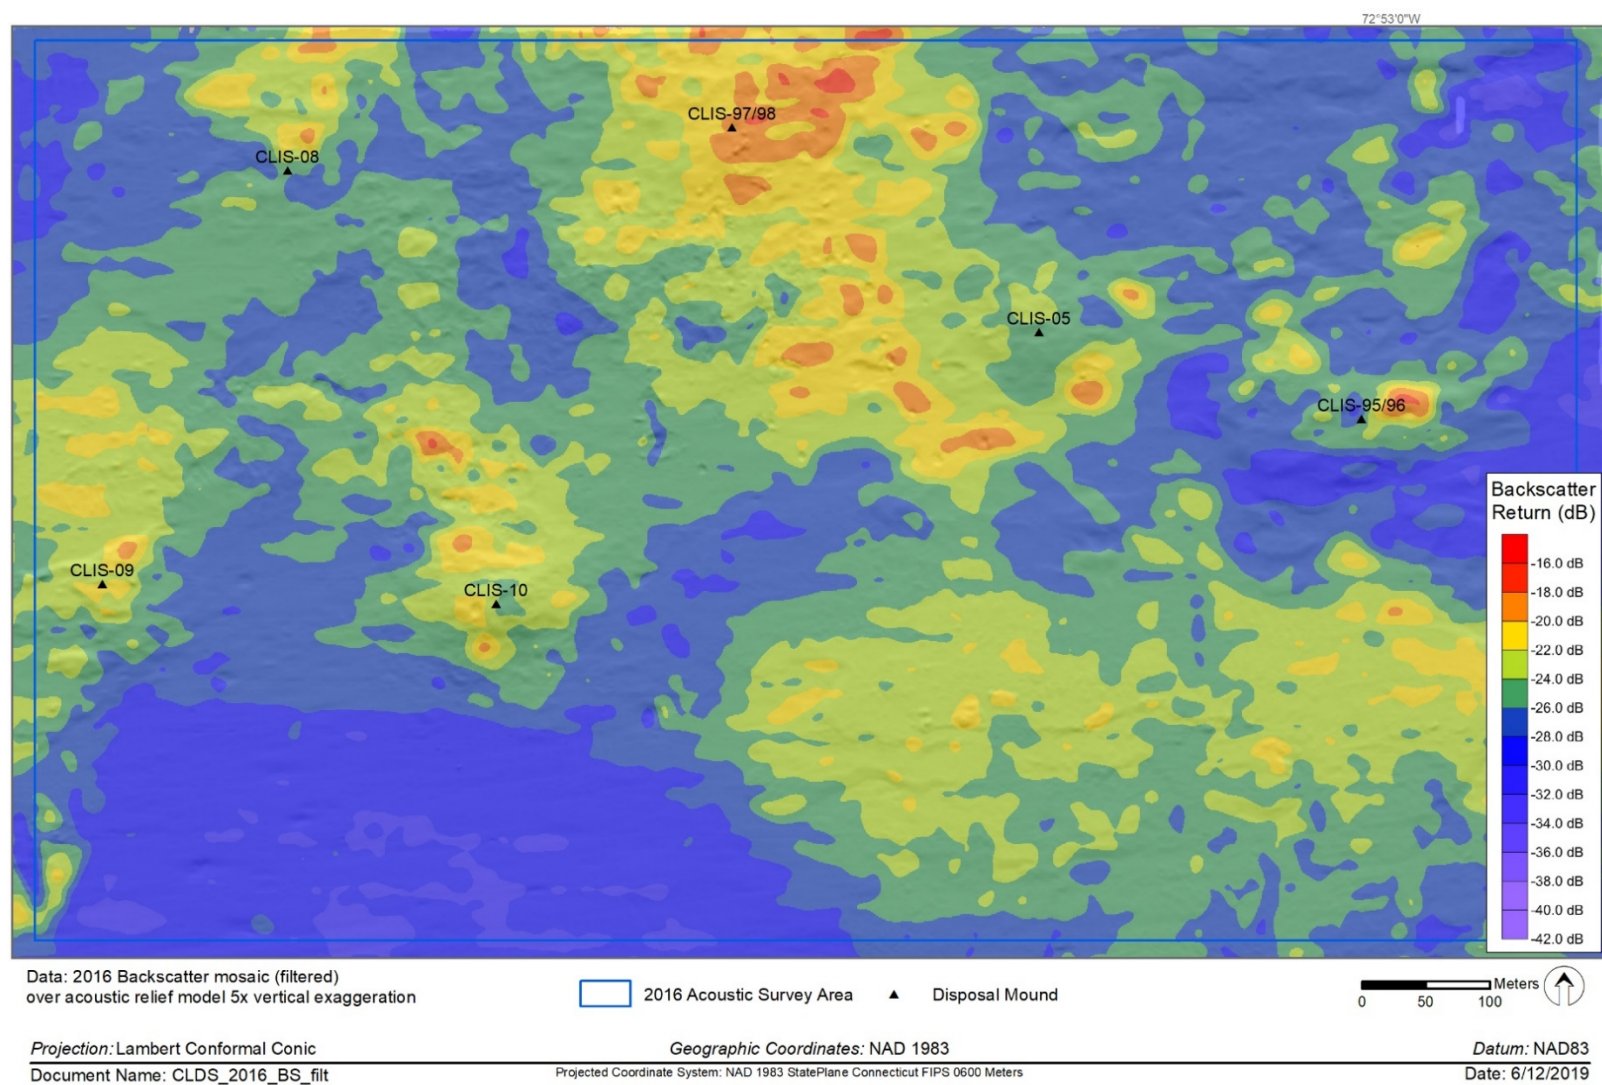 72°53'0"W
CLIS-97/98
CLIS-08
CLIS-05
CLIS-95/96
CLIS-09
CLIS-10
Backscatter
Return (dB)
-16.0 dB
-18.0 dB
-20.0 dB
-22.0 dB
-24.0 dB
-26.0 dB
-28.0 dB
-30.0 dB
-32.0 dB
-34.0 dB
-36.0 dB
-38.0 dB
-40.0 dB
-42.0 dB
Data: 2016 Backscatter mosaic (filtered)
over acoustic relief model 5x vertical exaggeration
2016 Acoustic Survey Area
Disposal Mound
Meters
0 50 100
Projection: Lambert Conformal Conic
Geographic Coordinates: NAD 1983
Datum: NAD83
Document Name: CLDS_2016_BS_filt
Projected Coordinate System: NAD 1983 StatePlane Connecticut FIPS 0600 Meters
Date: 6/12/2019